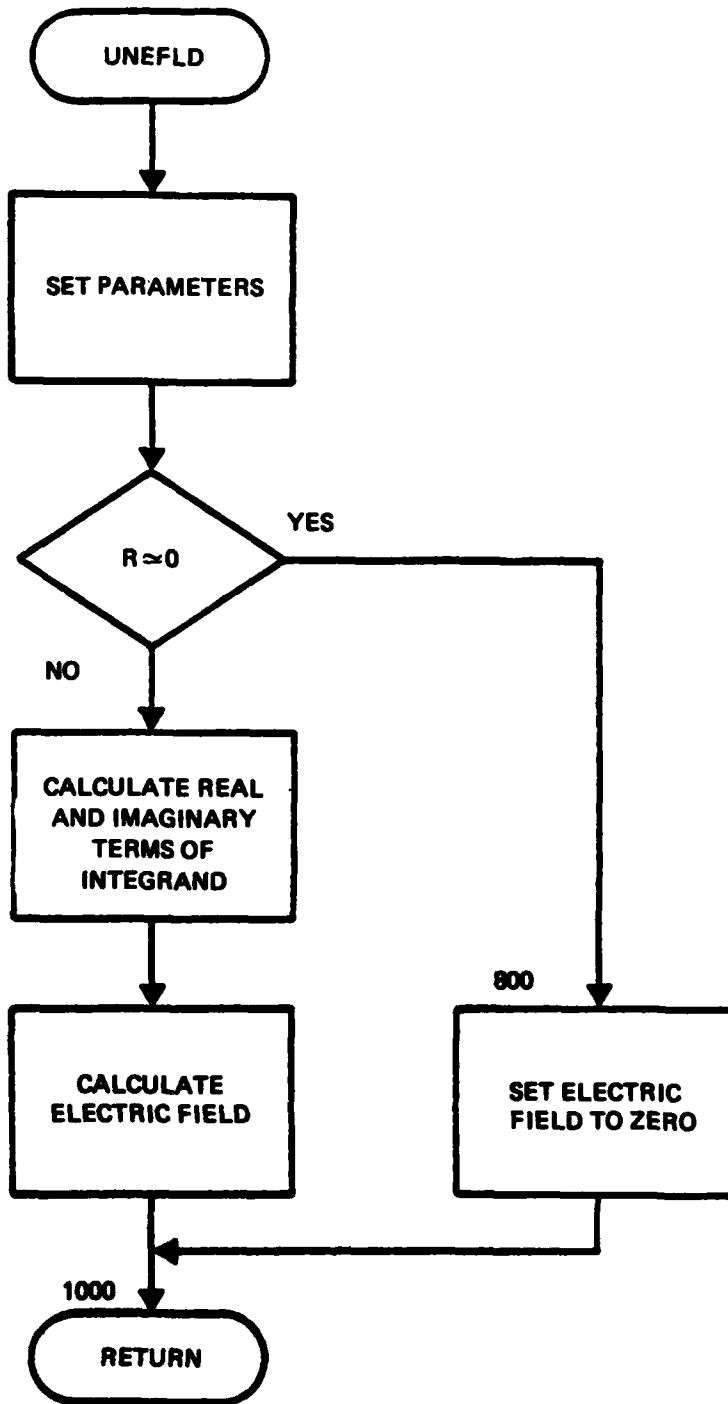 UNEFLD
SET PARAMETERS
R≃0
YES
NO
CALCULATE REAL
AND IMAGINARY
TERMS OF
INTEGRAND
800
CALCULATE
ELECTRIC FIELD
SET ELECTRIC
FIELD TO ZERO
1000
RETURN